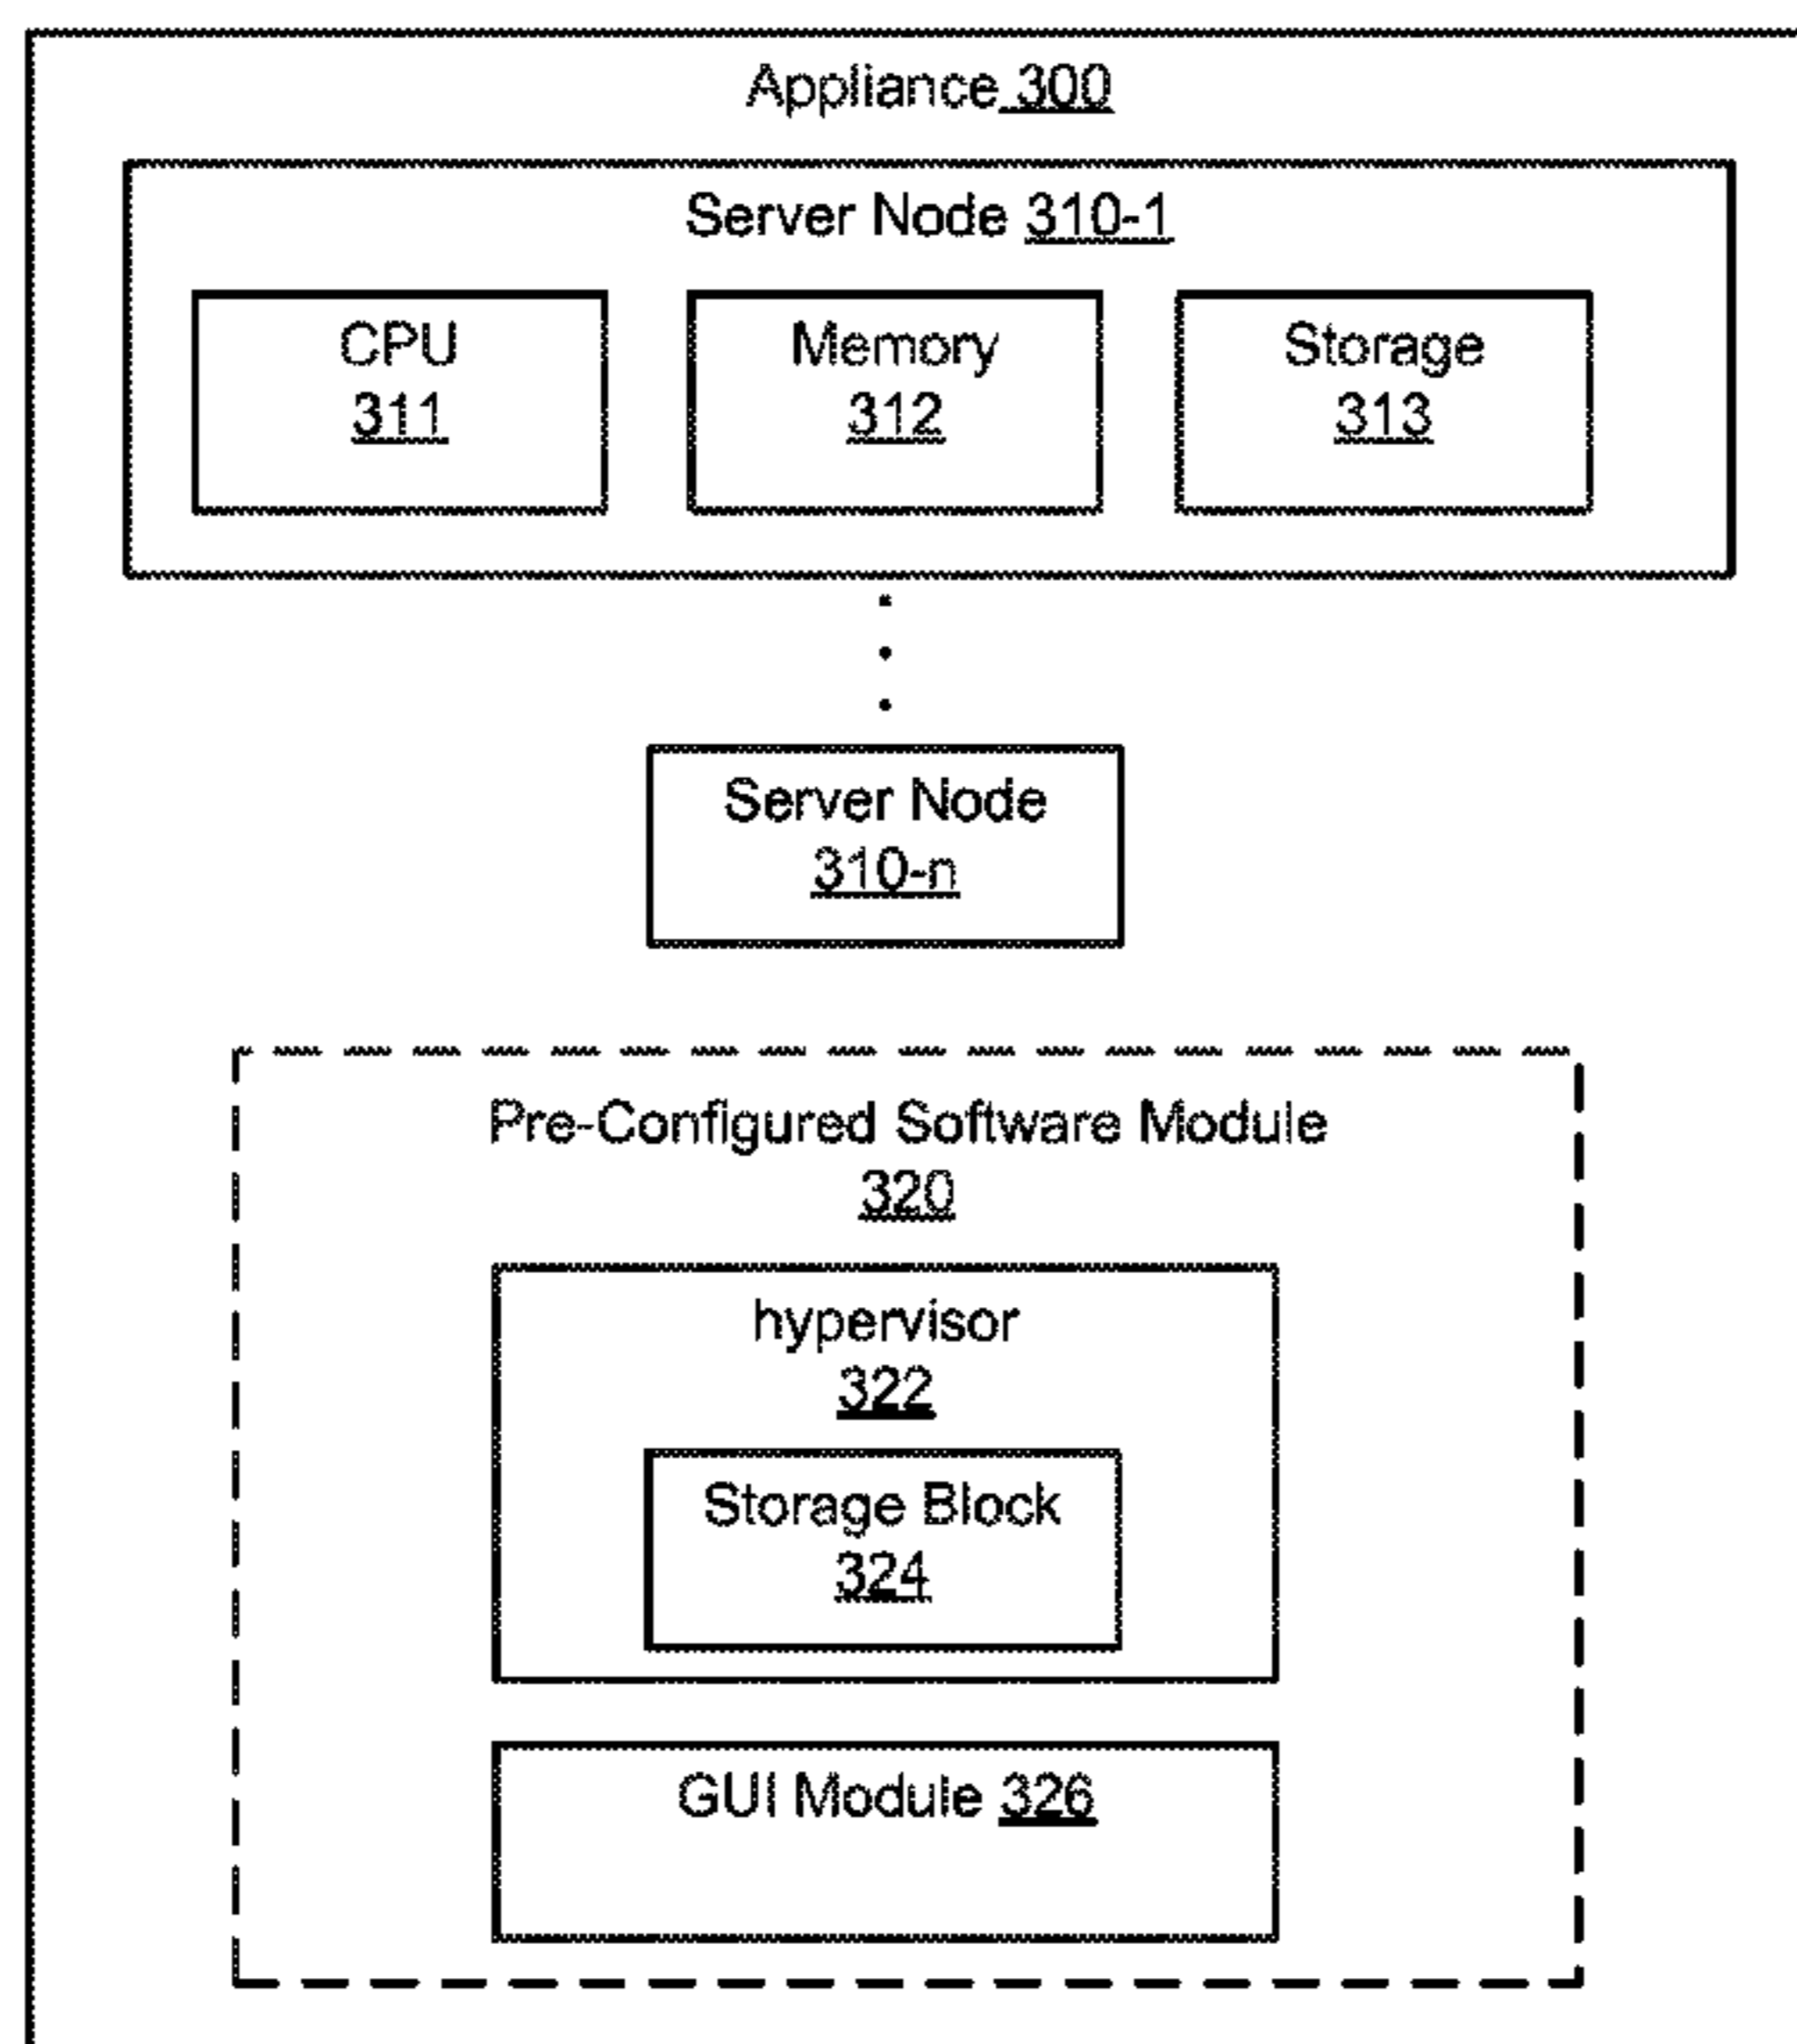 Appliance 300
Server Node 310-1
CPU
311
Memory
312
Storage
313
Server Node
310-n
Pre-Configured Software Module
320
hypervisor
322
Storage Block
324
GUI Module 326